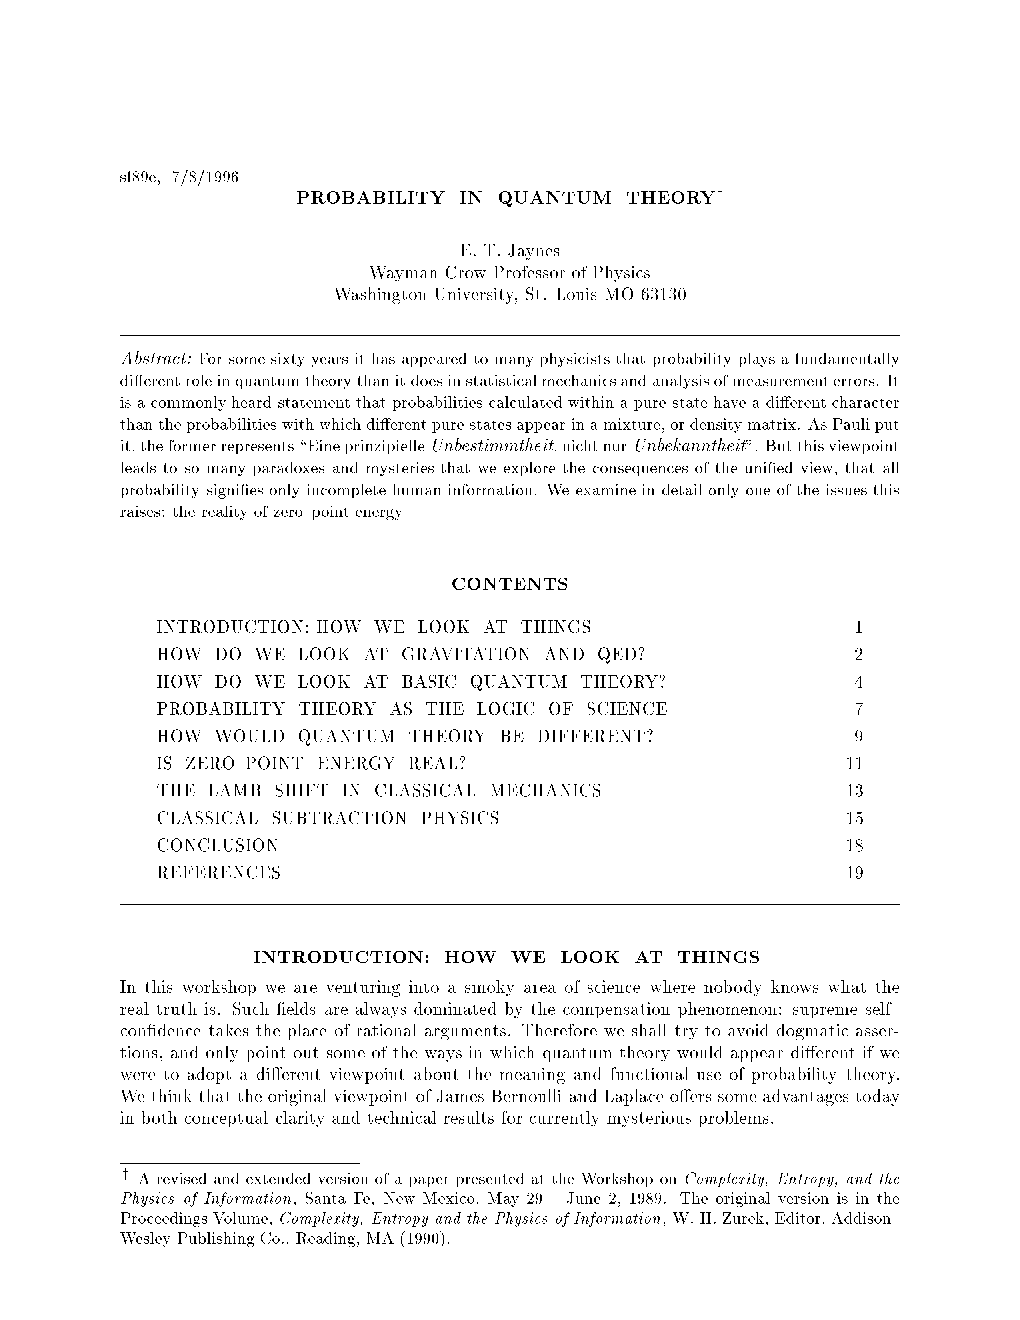 sf89e, 7/8/1996
PROBABILITY IN QUANTUM THEORY†
E. T. Jaynes
Wayman Crow Professor of Physics
Washington University, St. Louis MO 63130
Abstract: For some sixty years it has appeared to many physicists that probability plays a fundamentally
different role in quantum theory than it does in statistical mechanics and analysis of measurement errors. It
is a commonly heard statement that probabilities calculated within a pure state have a different character
than the probabilities with which different pure states appear in a mixture, or density matrix. As Pauli put
it, the former represents “Eine prinzipielle Unbestimmtheit, nicht nur Unbekanntheit”. But this viewpoint
leads to so many paradoxes and mysteries that we explore the consequences of the unified view, that all
probability signifies only incomplete human information. We examine in detail only one of the issues this
raises: the reality of zero-point energy
CONTENTS
INTRODUCTION: HOW WE LOOK AT THINGS 1
HOW DO WE LOOK AT GRAVITATION AND QED? 2
HOW DO WE LOOK AT BASIC QUANTUM THEORY? 4
PROBABILITY THEORY AS THE LOGIC OF SCIENCE 7
HOW WOULD QUANTUM THEORY BE DIFFERENT? 9
IS ZERO-POINT ENERGY REAL? 11
THE LAMB SHIFT IN CLASSICAL MECHANICS 13
CLASSICAL SUBTRACTION PHYSICS 15
CONCLUSION 18
REFERENCES 19
INTRODUCTION: HOW WE LOOK AT THINGS
In this workshop we are venturing into a smoky area of science where nobody knows what the
real truth is. Such fields are always dominated by the compensation phenomenon: supreme self-
confidence takes the place of rational arguments. Therefore we shall try to avoid dogmatic asser-
tions, and only point out some of the ways in which quantum theory would appear different if we
were to adopt a different viewpoint about the meaning and functional use of probability theory.
We think that the original viewpoint of James Bernoulli and Laplace offers some advantages today
in both conceptual clarity and technical results for currently mysterious problems.
† A revised and extended version of a paper presented at the Workshop on Complexity, Entropy, and the
Physics of Information, Santa Fe, New Mexico, May 29 – June 2, 1989. The original version is in the
Proceedings Volume, Complexity, Entropy and the Physics of Information, W. H. Zurek, Editor, Addison-
Wesley Publishing Co., Reading, MA (1990).